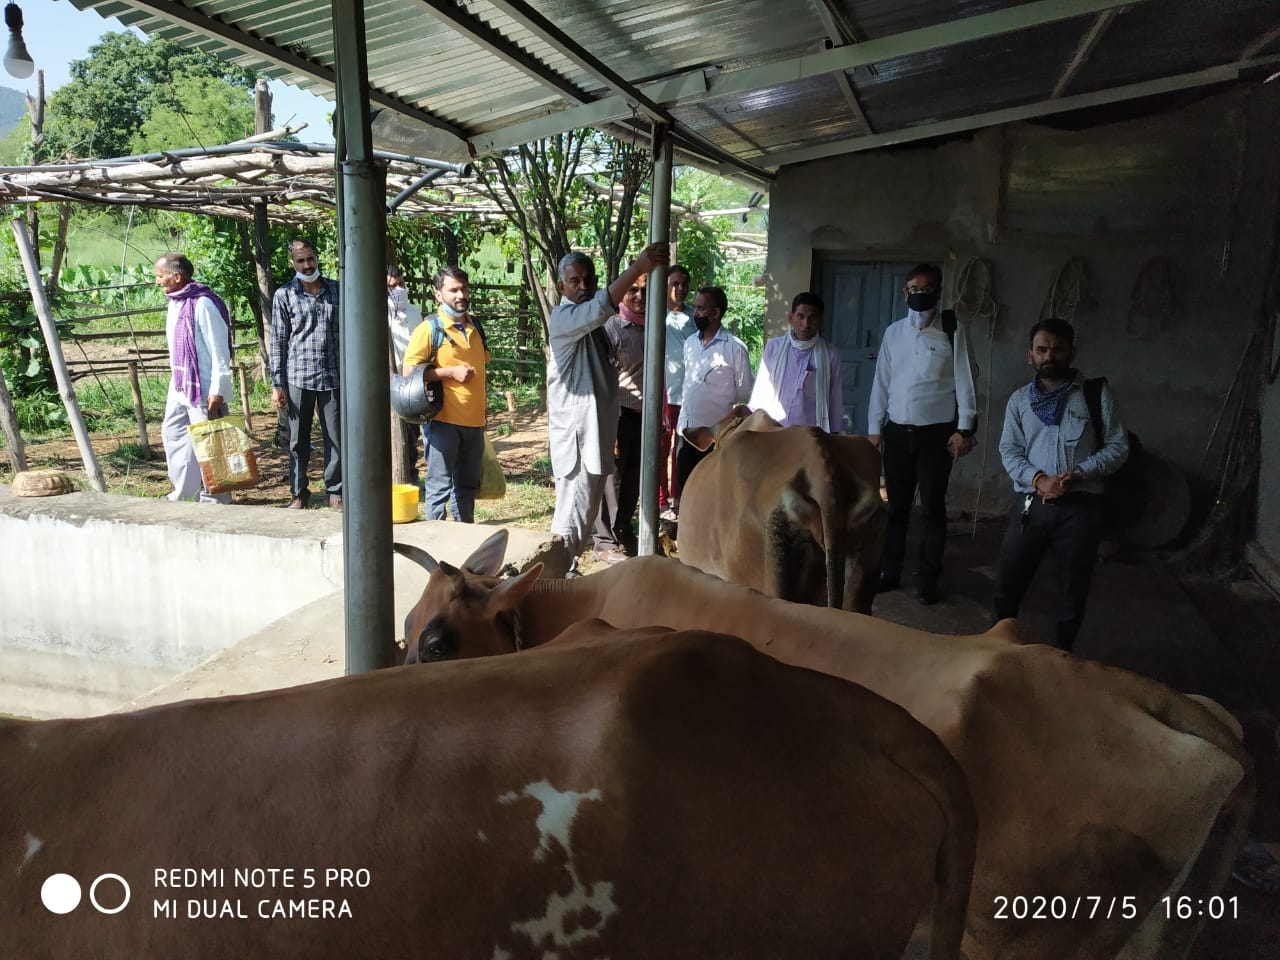 REDMI NOTE 5 PRO
MI DUAL CAMERA
2020/7/5 16:01